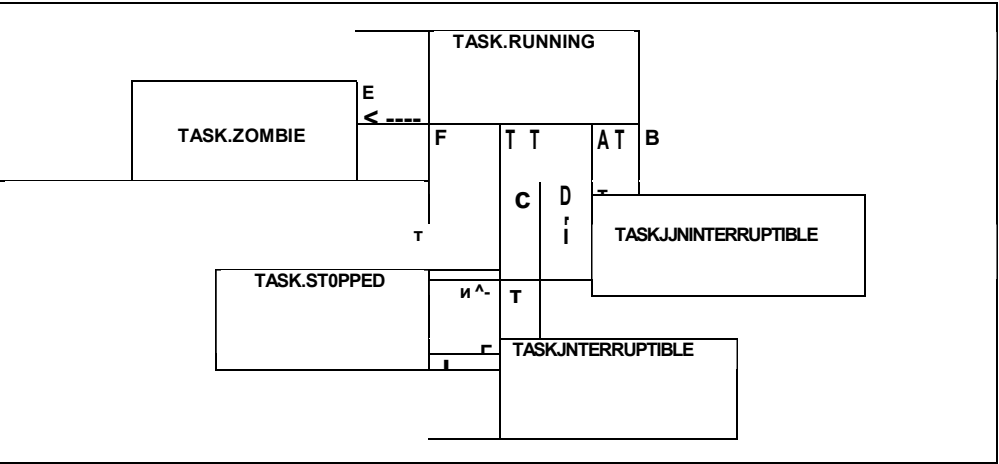 TASK.RUNNING
E
< ----
TASK.ZOMBIE
F
T T
A T
B
C
D
т
TASKJJNINTERRUPTIBLE
TASK.ST0PPED
и ^-
т
TASKJNTERRUPTIBLE